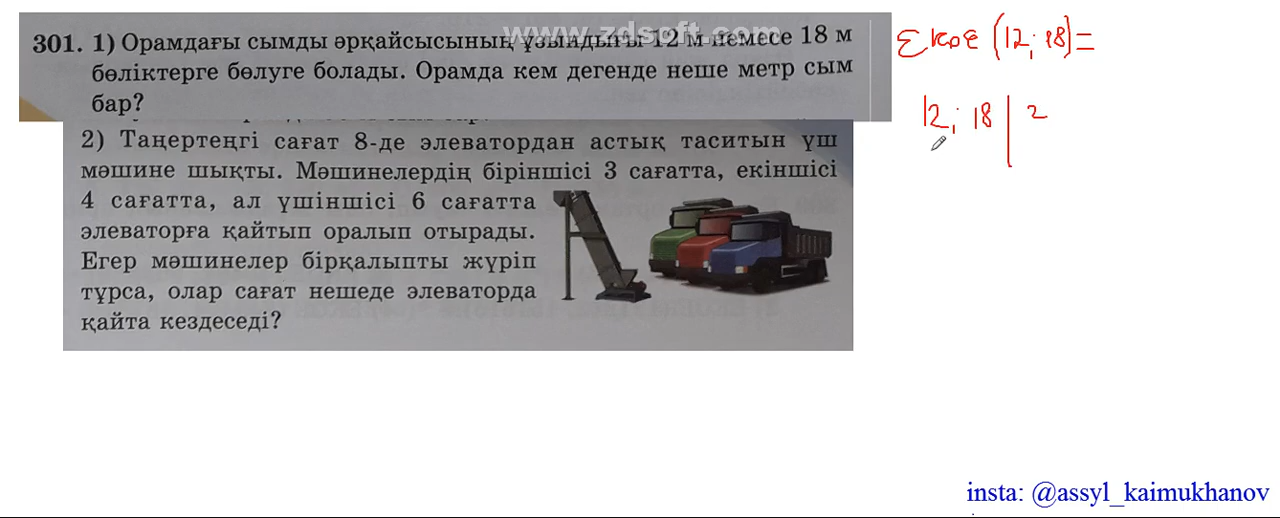 www.zdsoft.com
301. 1) Орамдағы сымды әрқайсысының ұзындығы 12 м немесе 18 м
бөліктерге бөлуге болады. Орамда кем дегенде неше метр сым
бар?
2) Таңертеңгі сағат 8-де элеватордан астық таситын үш
мәшине шықты. Мәшинелердің біріншісі 3 сағатта, екіншісі
4 сағатта, ал үшіншісі 6 сағатта
элеваторға қайтып оралып отырады.
Егер мәшинелер бірқалыпты жүріп
тұрса, олар сағат нешеде элеваторда
қайта кездеседі?
ЕКОЕ (12; 18)=
12; 18 | 2
insta: @assyl_kaimukhanov